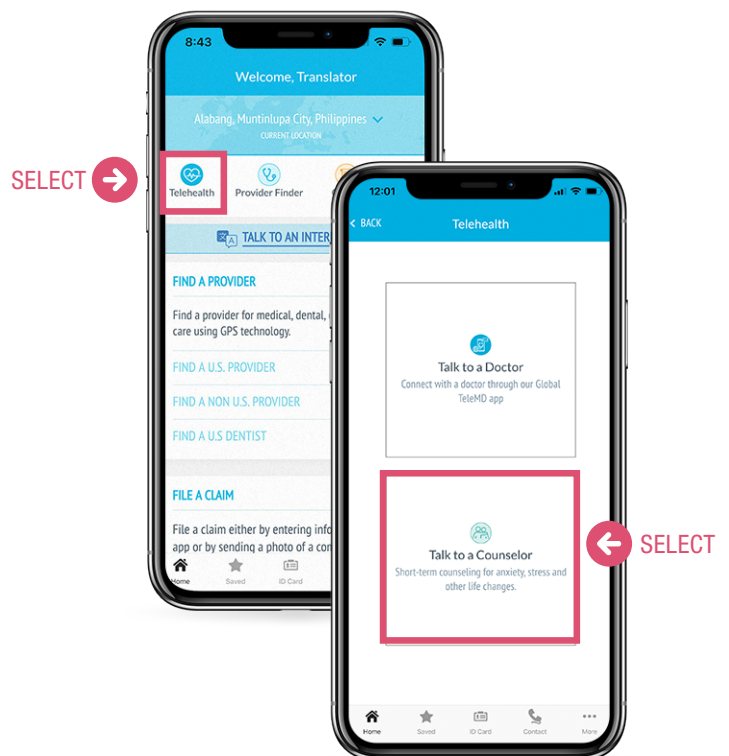 8:43
Welcome, Translator
Alabang, Muntinlupa City, Philippines
CURRENT LOCATION
SELECT
Telehealth
Provider Finder
TALK TO AN INTER
FIND A PROVIDER
Find a provider for medical, dental,
care using GPS technology.
FIND A U.S. PROVIDER
FIND A NON U.S. PROVIDER
FIND A U.S DENTIST
FILE A CLAIM
File a claim either by entering info
app or by sending a photo of a con
Home
Saved
ID Card
12:01
BACK
Telehealth
Talk to a Doctor
Connect with a doctor through our Global
TeleMD app
Talk to a Counselor
Short-term counseling for anxiety, stress and
other life changes.
SELECT
Home
Saved
ID Card
Contact
More